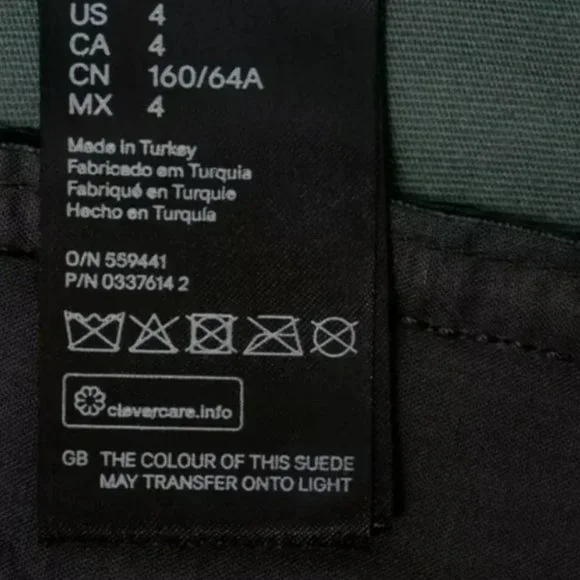 US 4
CA 4
CN 160/64A
MX 4
Made in Turkey
Fabricado em Turquia
Fabriqué en Turquie
Hecho en Turquía
O/N 559441
P/N 0337614 2
clevercare.info
GB THE COLOUR OF THIS SUEDE
MAY TRANSFER ONTO LIGHT